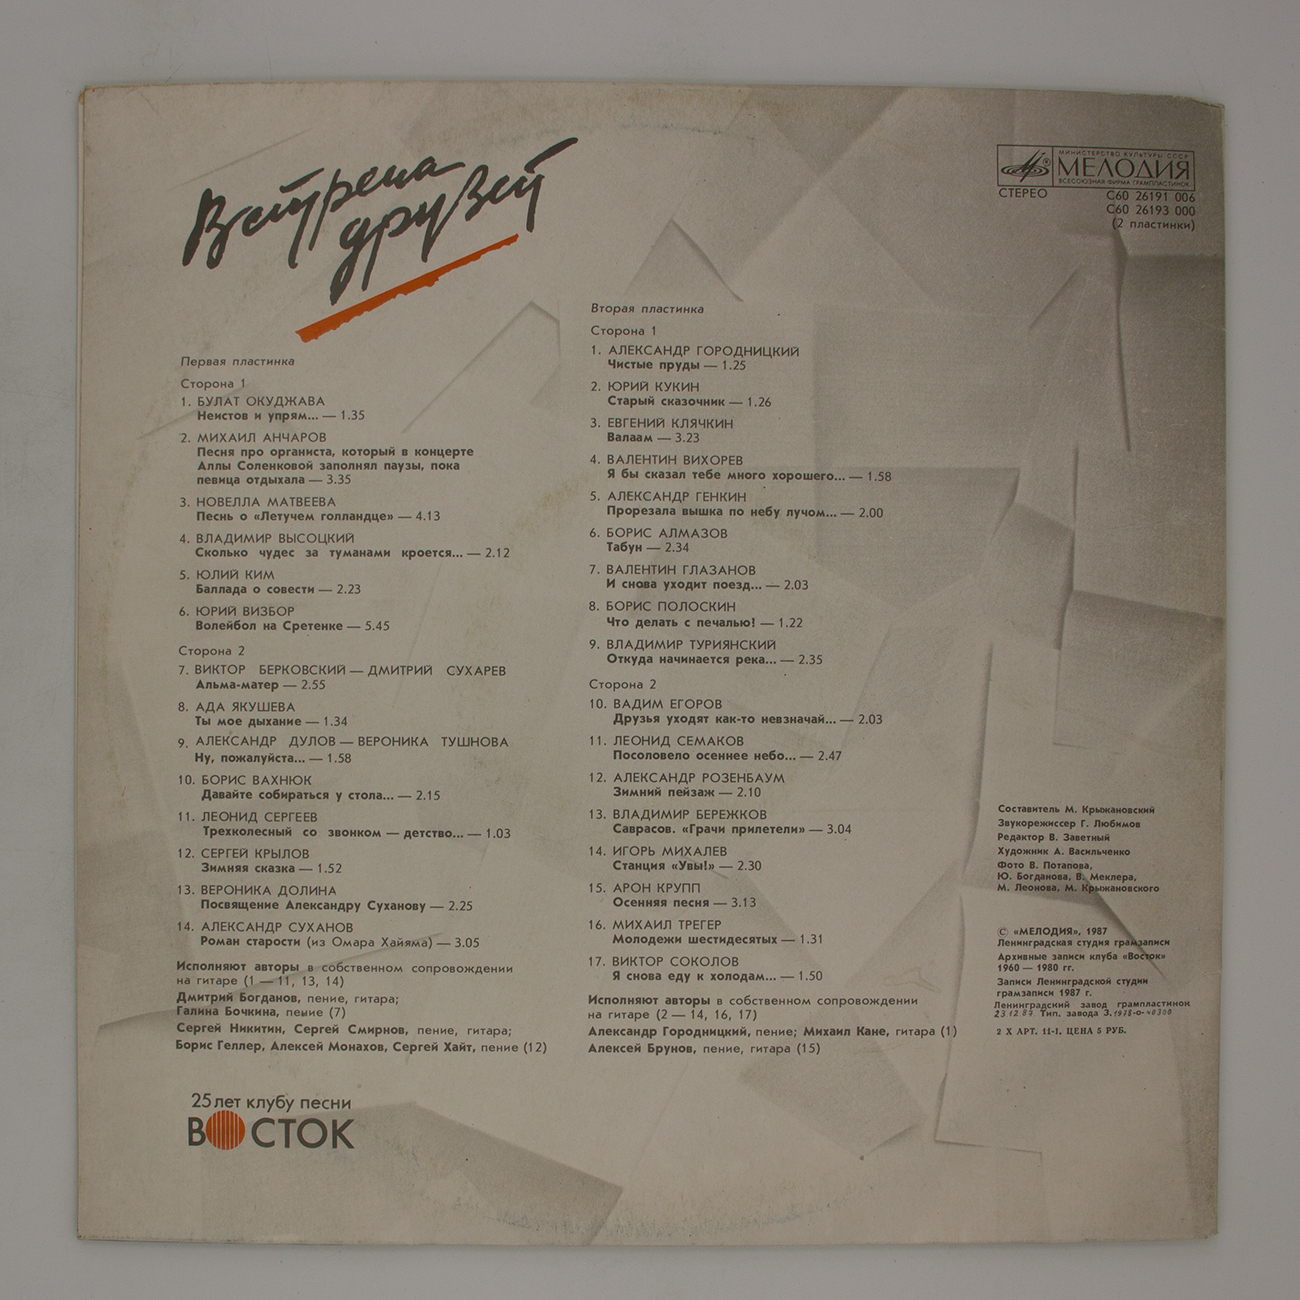 Встреча
друзей
МИНИСТЕРСТВО КУЛЬТУРЫ СССР
МЕЛОДИЯ
ВСЕСОЮЗНАЯ ФИРМА ГРАМПЛАСТИНОК
СТЕРЕО
С60 26191 006
С60 26193 000
(2 пластинки)
Первая пластинка
Сторона 1
1. БУЛАТ ОКУДЖАВА
Неистов и упрям... — 1.35
2. МИХАИЛ АНЧАРОВ
Песня про органиста, который в концерте
Аллы Соленковой заполнял паузы, пока
певица отдыхала — 3.35
3. НОВЕЛЛА МАТВЕЕВА
Песнь о «Летучем голландце» — 4.13
4. ВЛАДИМИР ВЫСОЦКИЙ
Сколько чудес за туманами кроется... — 2.12
5. ЮЛИЙ КИМ
Баллада о совести — 2.23
6. ЮРИЙ ВИЗБОР
Волейбол на Сретенке — 5.45
Сторона 2
7. ВИКТОР БЕРКОВСКИЙ — ДМИТРИЙ СУХАРЕВ
Альма-матер — 2.55
8. АДА ЯКУШЕВА
Ты мое дыхание — 1.34
9. АЛЕКСАНДР ДУЛОВ — ВЕРОНИКА ТУШНОВА
Ну, пожалуйста... — 1.58
10. БОРИС ВАХНЮК
Давайте собираться у стола... — 2.15
11. ЛЕОНИД СЕРГЕЕВ
Трехколесный со звонком — детство... — 1.03
12. СЕРГЕЙ КРЫЛОВ
Зимняя сказка — 1.52
13. ВЕРОНИКА ДОЛИНА
Посвящение Александру Суханову — 2.25
14. АЛЕКСАНДР СУХАНОВ
Роман старости (из Омара Хайяма) — 3.05
Исполняют авторы в собственном сопровождении
на гитаре (1 — 11, 13, 14)
Дмитрий Богданов, пение, гитара;
Галина Бочкина, пение (7)
Сергей Никитин, Сергей Смирнов, пение, гитара;
Борис Геллер, Алексей Монахов, Сергей Хайт, пение (12)
25 лет клубу песни
ВОСТОК
Вторая пластинка
Сторона 1
1. АЛЕКСАНДР ГОРОДНИЦКИЙ
Чистые пруды — 1.25
2. ЮРИЙ КУКИН
Старый сказочник — 1.26
3. ЕВГЕНИЙ КЛЯЧКИН
Валаам — 3.23
4. ВАЛЕНТИН ВИХОРЕВ
Я бы сказал тебе много хорошего... — 1.58
5. АЛЕКСАНДР ГЕНКИН
Прорезала вышка по небу лучом... — 2.00
6. БОРИС АЛМАЗОВ
Табун — 2.34
7. ВАЛЕНТИН ГЛАЗАНОВ
И снова уходит поезд... — 2.03
8. БОРИС ПОЛОСКИН
Что делать с печалью! — 1.22
9. ВЛАДИМИР ТУРИЯНСКИЙ
Откуда начинается река... — 2.35
Сторона 2
10. ВАДИМ ЕГОРОВ
Друзья уходят как-то невзначай... — 2.03
11. ЛЕОНИД СЕМАКОВ
Посоловело осеннее небо... — 2.47
12. АЛЕКСАНДР РОЗЕНБАУМ
Зимний пейзаж — 2.10
13. ВЛАДИМИР БЕРЕЖКОВ
Саврасов. «Грачи прилетели» — 3.04
14. ИГОРЬ МИХАЛЕВ
Станция «Увы!» — 2.30
15. АРОН КРУПП
Осенняя песня — 3.13
16. МИХАИЛ ТРЕГЕР
Молодежи шестидесятых — 1.31
17. ВИКТОР СОКОЛОВ
Я снова еду к холодам... — 1.50
Исполняют авторы в собственном сопровождении
на гитаре (2 — 14, 16, 17)
Александр Городницкий, пение; Михаил Кане, гитара (1)
Алексей Брунов, пение, гитара (15)
Составитель М. Крыжановский
Звукорежиссер Г. Любимов
Редактор В. Заветный
Художник А. Васильченко
Фото В. Потапова,
Ю. Богданова, В. Меклера,
М. Леонова, М. Крыжановского
© «МЕЛОДИЯ», 1987
Ленинградская студия грамзаписи
Архивные записи клуба «Восток»
1960 — 1980 гг.
Записи Ленинградской студии
грамзаписи 1987 г.
Ленинградский завод грампластинок
23 12 87 Тип. завода З. 1978-0-40300
2 X АРТ. 11-1. ЦЕНА 5 РУБ.